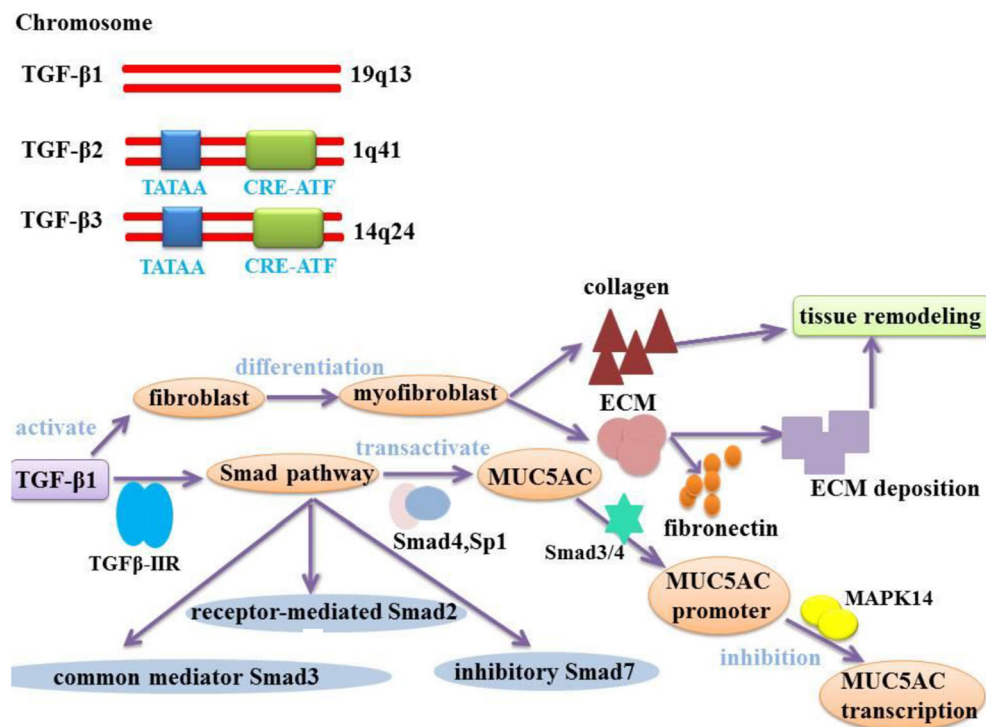 Chromosome
TGF-β1
19q13
TGF-β2
1q41
TATAA
CRE-ATF
TGF-β3
14q24
TATAA
CRE-ATF
collagen
tissue remodeling
differentiation
fibroblast
myofibroblast
ECM
activate
transactivate
TGF-β1
Smad pathway
MUC5AC
ECM deposition
TGFβ-IIR
Smad4,Sp1
Smad3/4
fibronectin
MUC5AC
promoter
MAPK14
receptor-mediated Smad2
inhibition
common mediator Smad3
inhibitory Smad7
MUC5AC
transcription